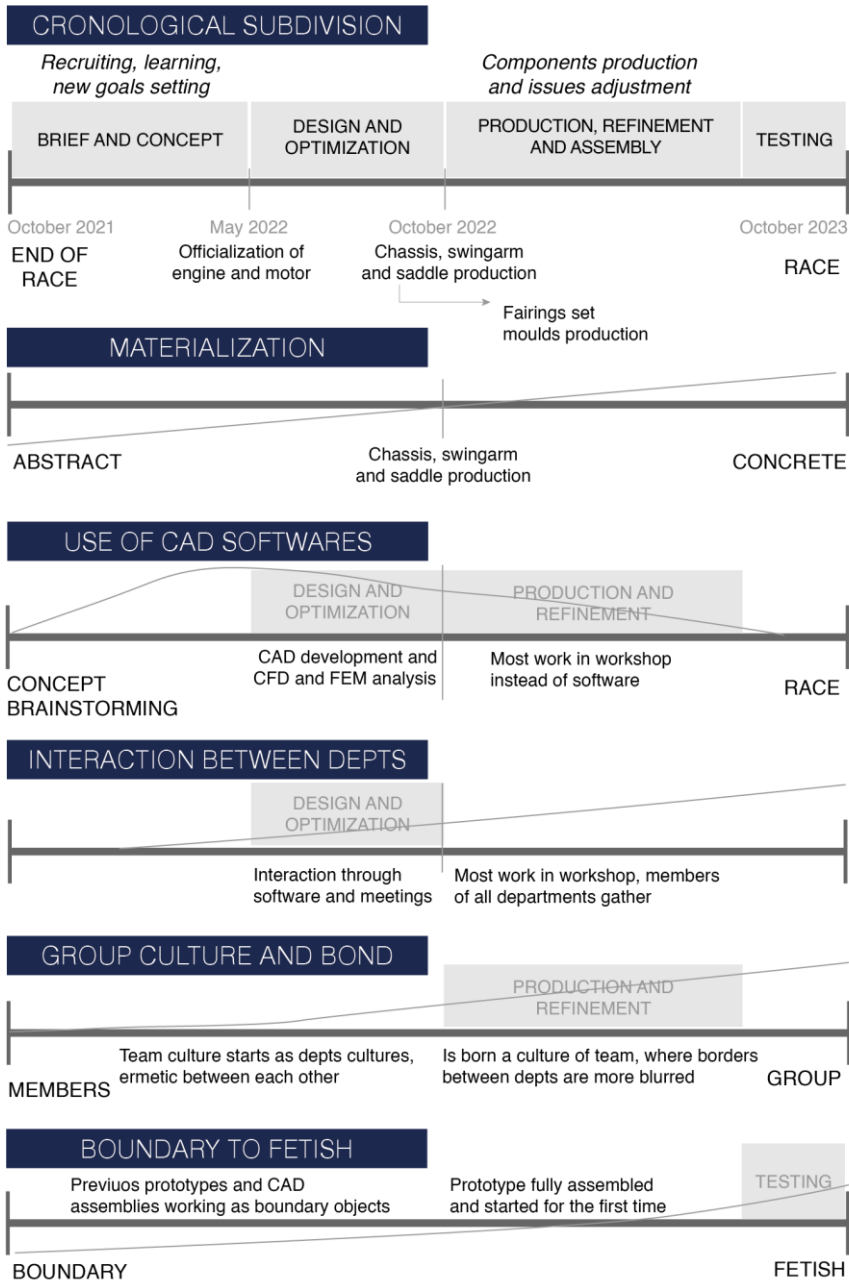 CRONOLOGICAL SUBDIVISION
Recruiting, learning,
new goals setting
Components production
and issues adjustment
BRIEF AND CONCEPT
DESIGN AND
OPTIMIZATION
PRODUCTION, REFINEMENT
AND ASSEMBLY
TESTING
October 2021
May 2022
October 2022
October 2023
END OF
RACE
Officialization of
engine and motor
Chassis, swingarm
and saddle production
RACE
Fairings set
moulds production
MATERIALIZATION
ABSTRACT
Chassis, swingarm
and saddle production
CONCRETE
USE OF CAD SOFTWARES
DESIGN AND
OPTIMIZATION
PRODUCTION AND
REFINEMENT
CAD development and
CFD and FEM analysis
Most work in workshop
instead of software
CONCEPT
BRAINSTORMING
RACE
INTERACTION BETWEEN DEPTS
DESIGN AND
OPTIMIZATION
Interaction through
software and meetings
Most work in workshop, members
of all departments gather
GROUP CULTURE AND BOND
PRODUCTION AND
REFINEMENT
Team culture starts as depts cultures,
ermetic between each other
Is born a culture of team, where borders
between depts are more blurred
MEMBERS
GROUP
BOUNDARY TO FETISH
Previuos prototypes and CAD
assemblies working as boundary objects
Prototype fully assembled
and started for the first time
TESTING
BOUNDARY
FETISH